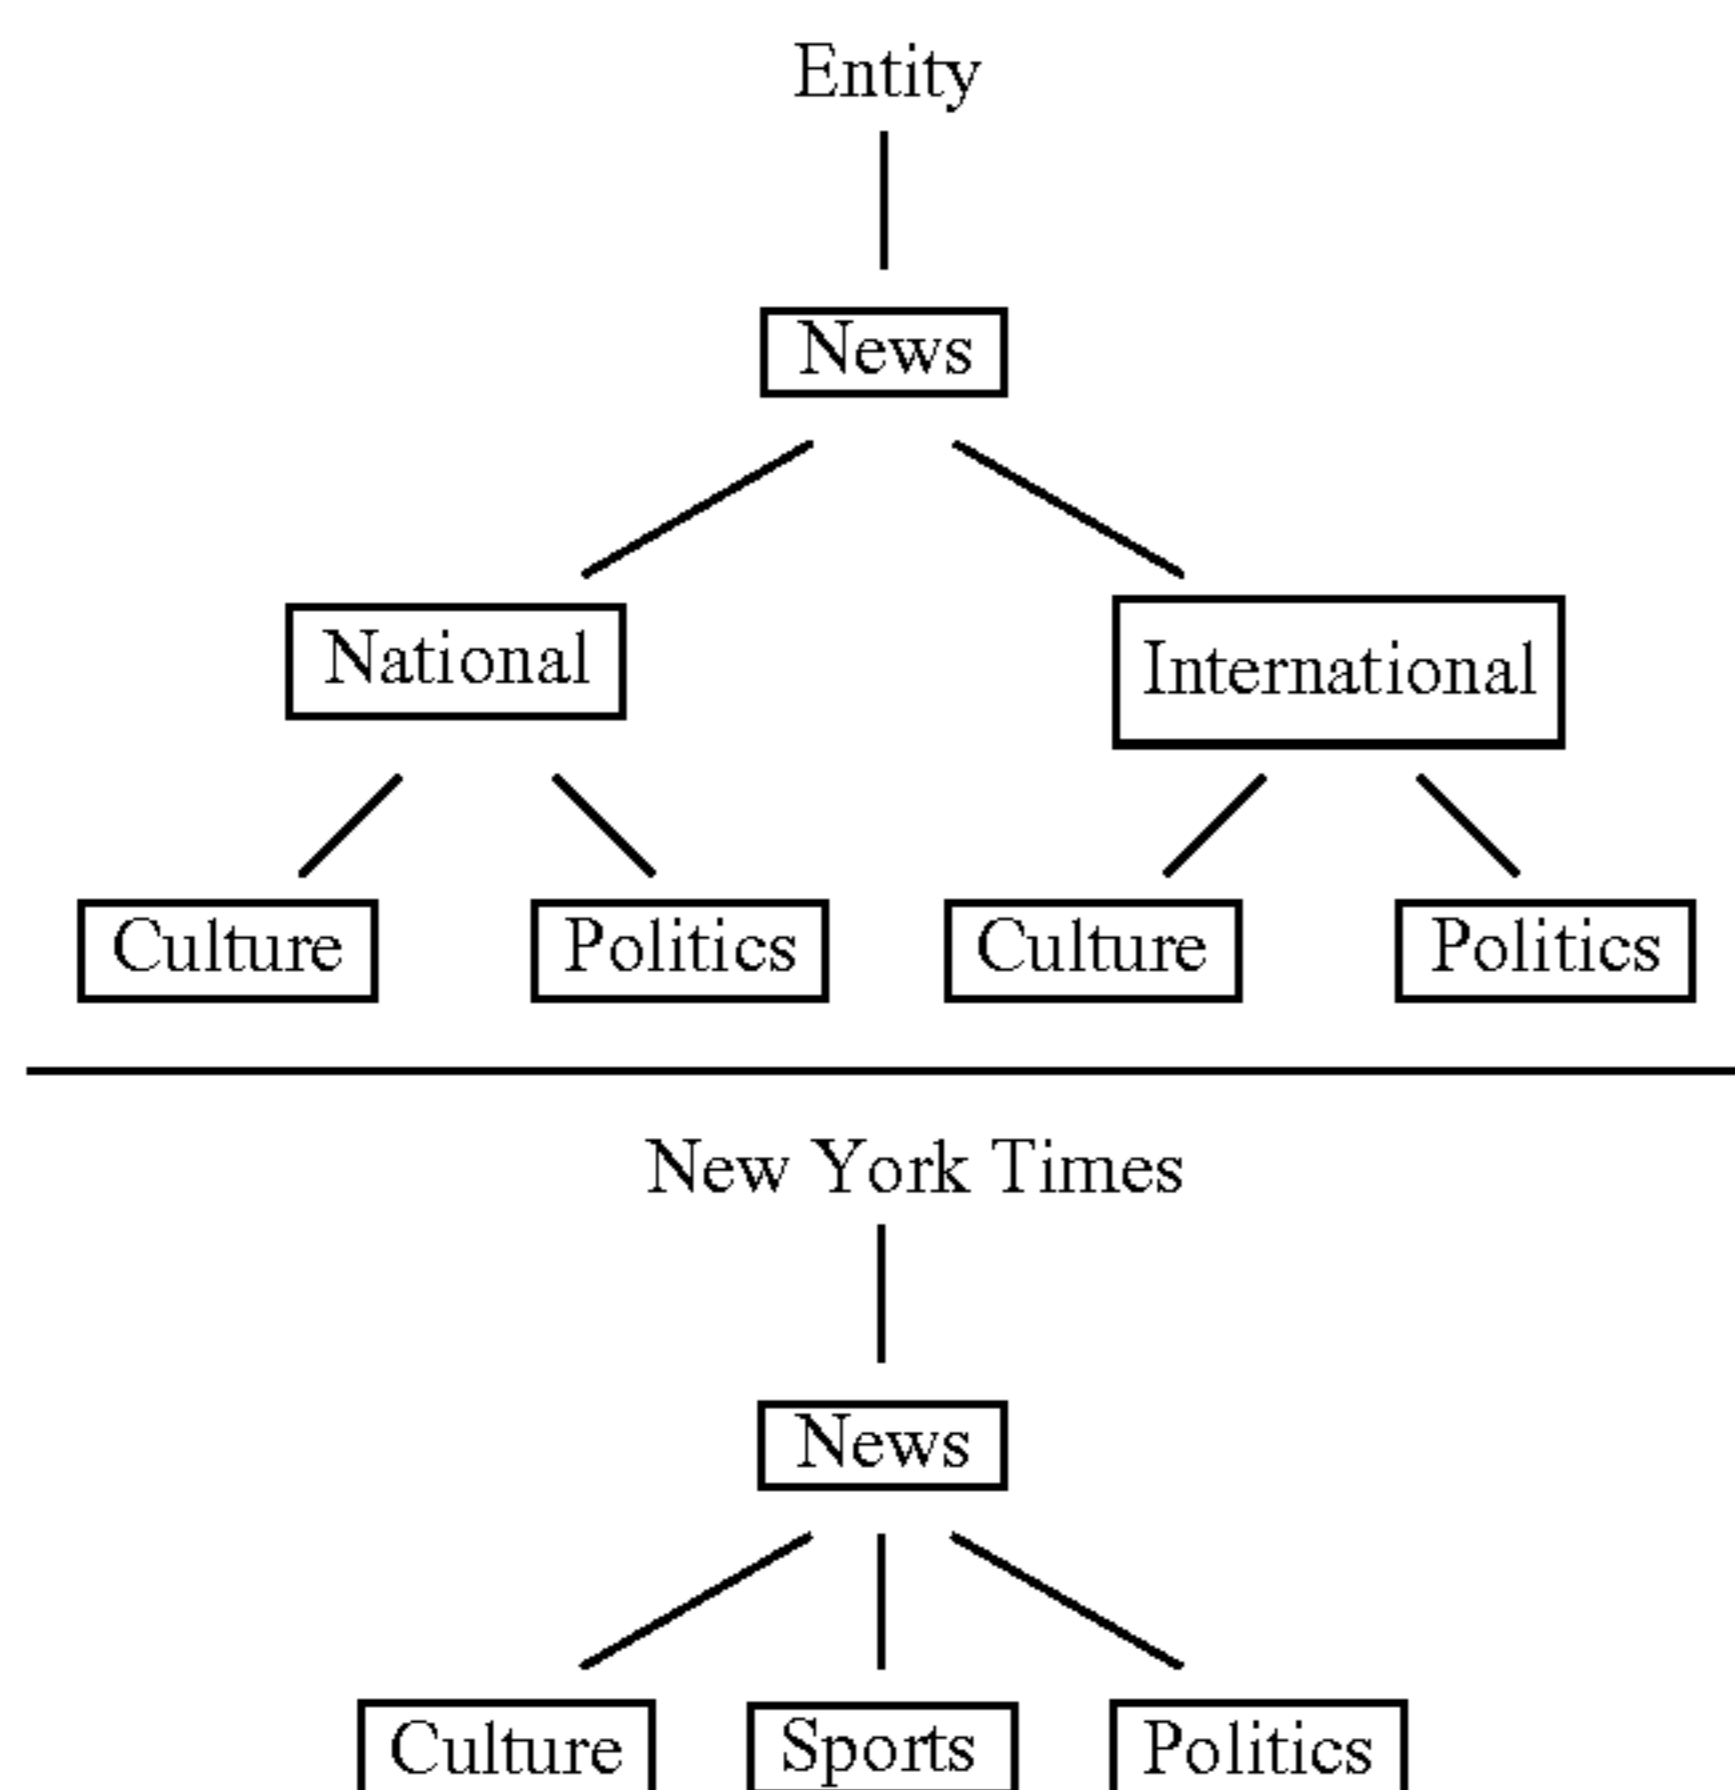 Entity
News
National International
Culture Politics Culture Politics
New York Times
News
Culture Sports Politics